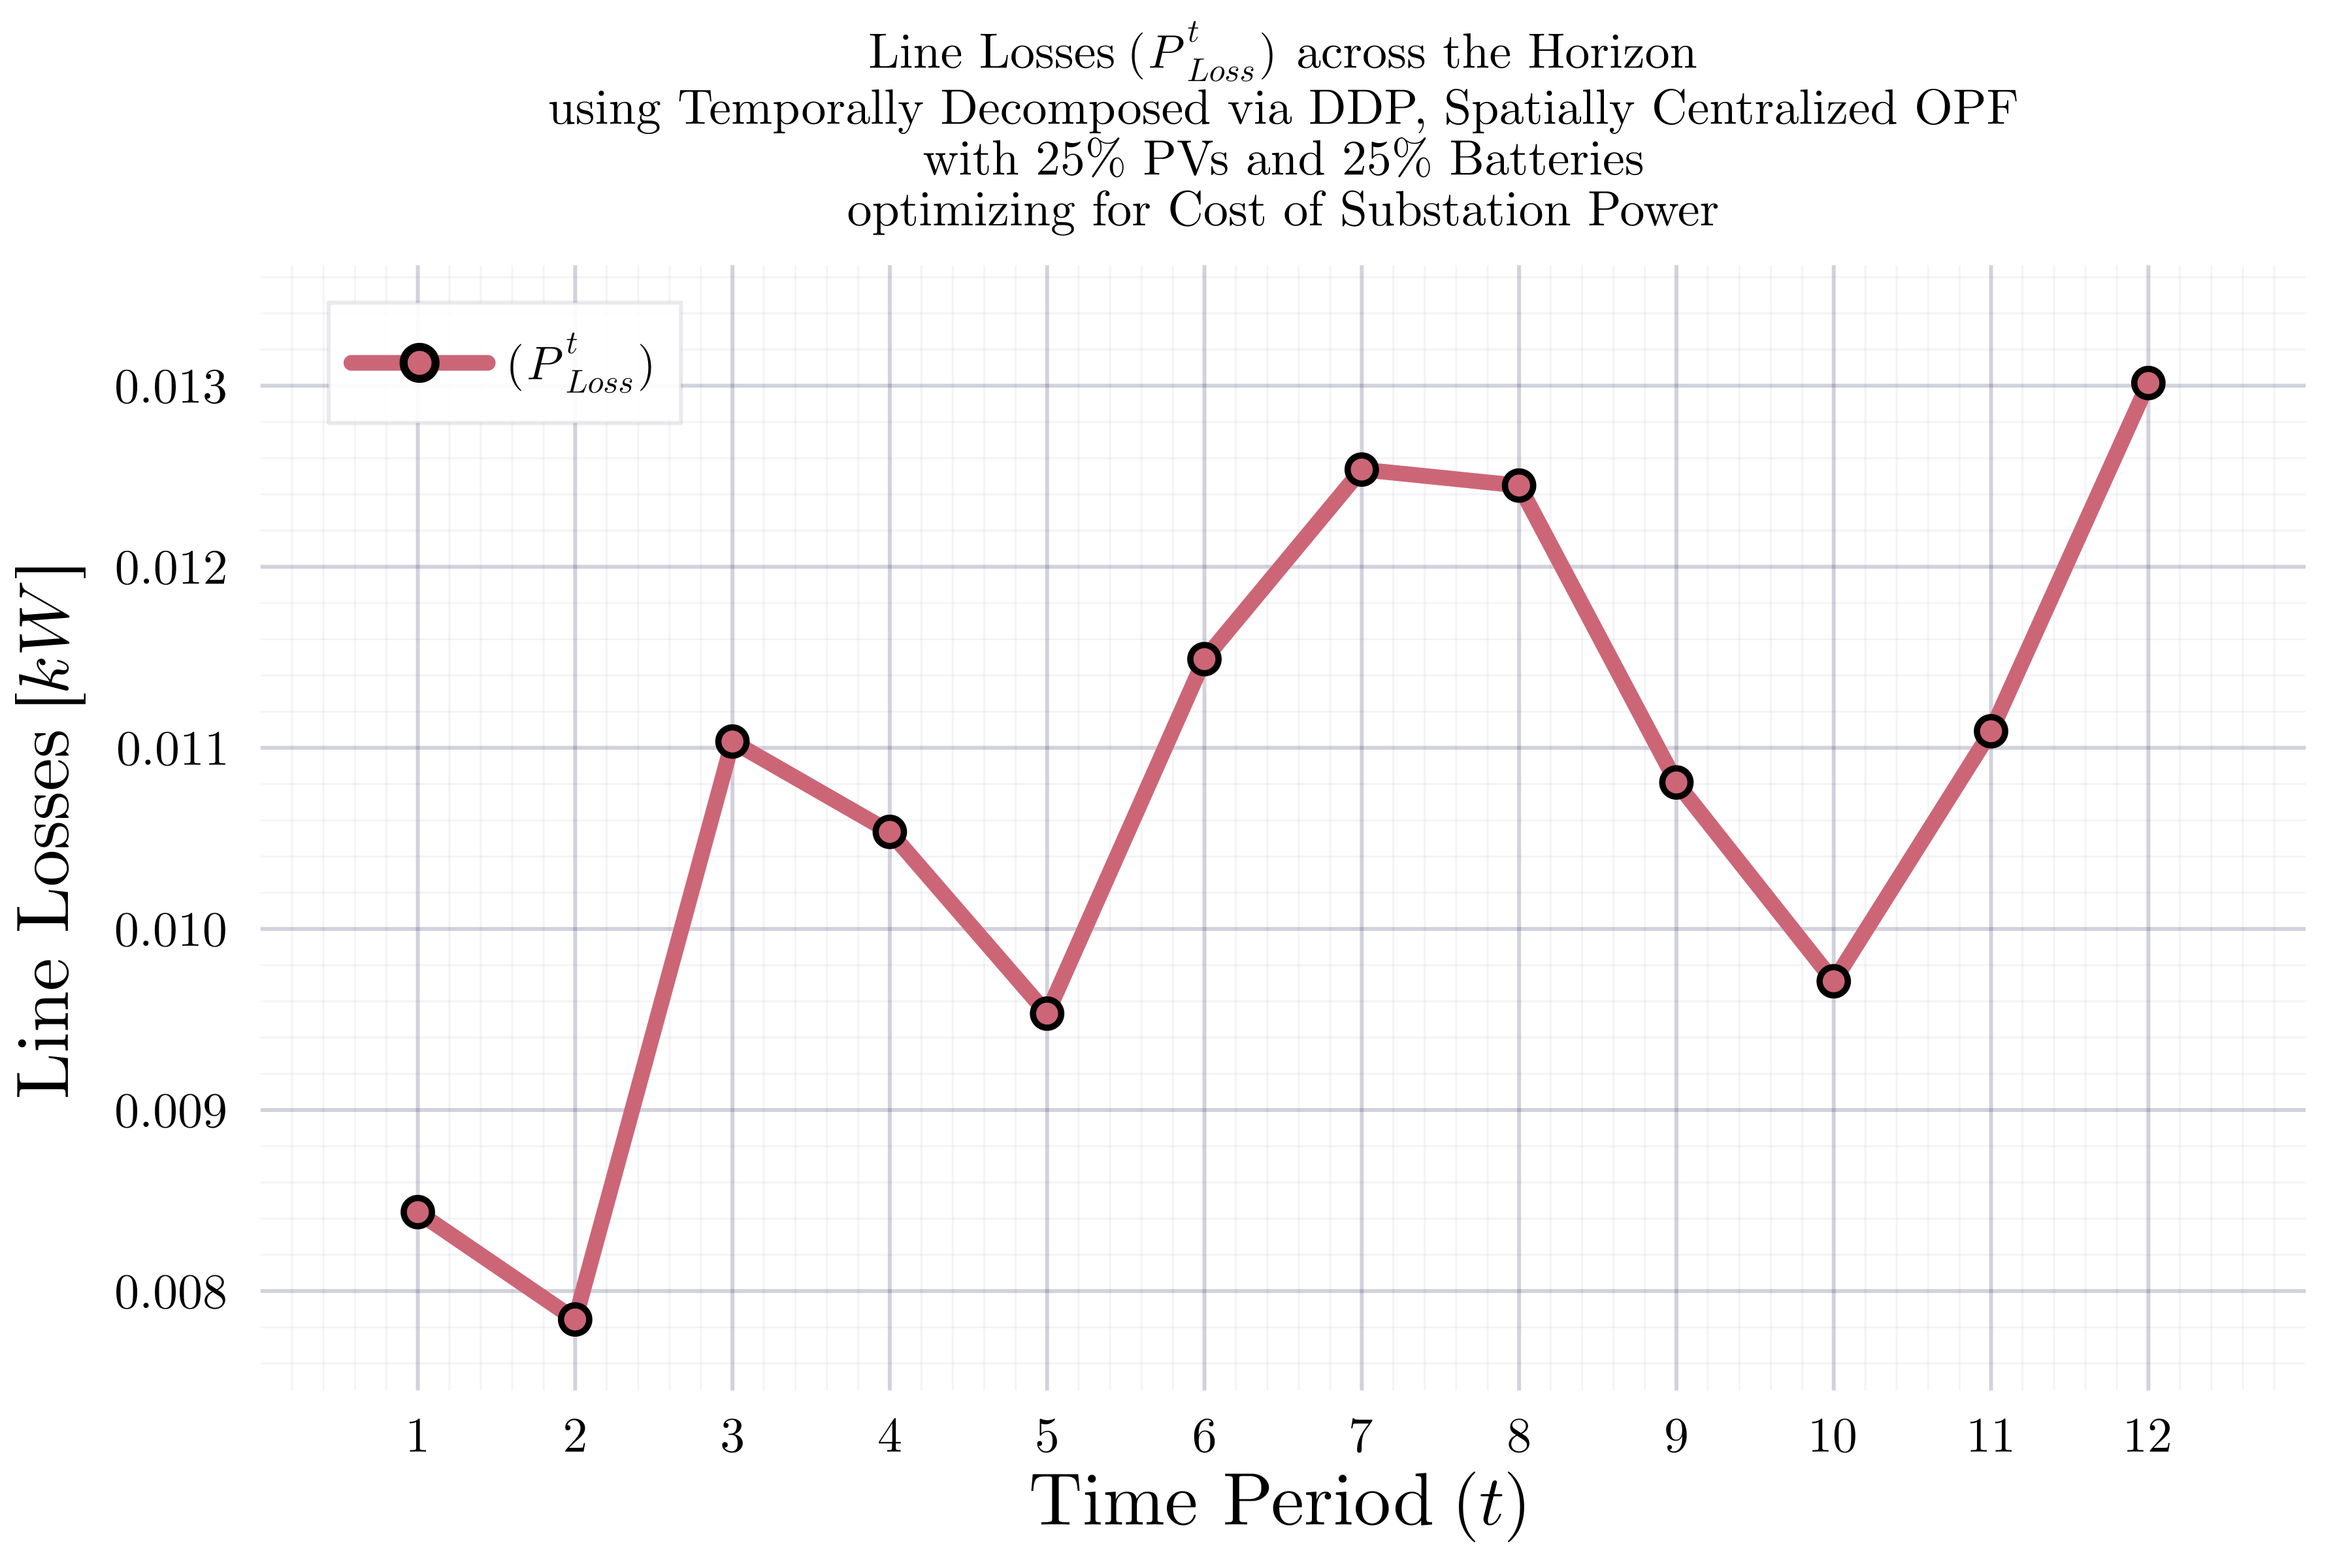 Line Losses (P^t_Loss) across the Horizon
using Temporally Decomposed via DDP, Spatially Centralized OPF
with 25% PVs and 25% Batteries
optimizing for Cost of Substation Power
(P^t_Loss)
0.013
0.012
0.011
0.010
0.009
0.008
Line Losses [kW]
1 2 3 4 5 6 7 8 9 10 11 12
Time Period (t)